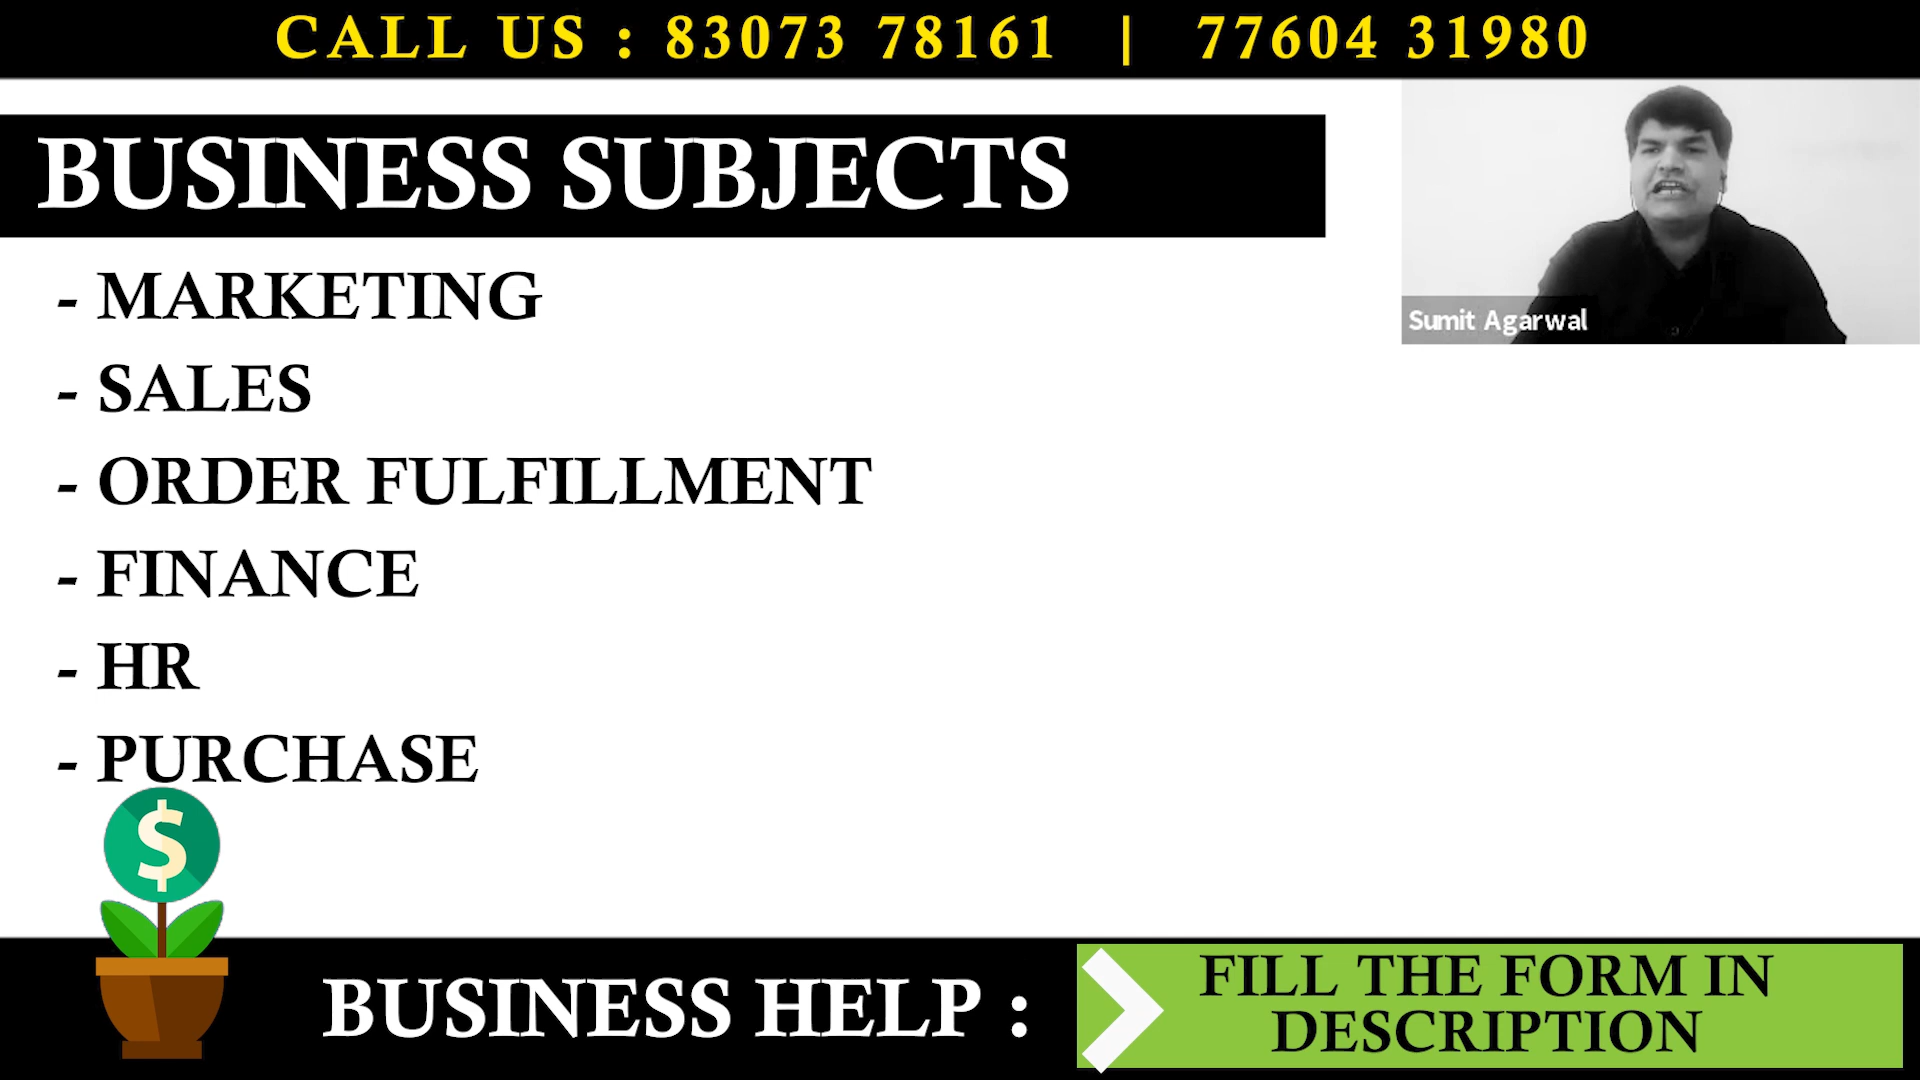 CALL US : 83073 78161 | 77604 31980
BUSINESS SUBJECTS
Sumit Agarwal
- MARKETING
- SALES
- ORDER FULFILLMENT
- FINANCE
- HR
- PURCHASE
$
BUSINESS HELP :
FILL THE FORM IN
DESCRIPTION